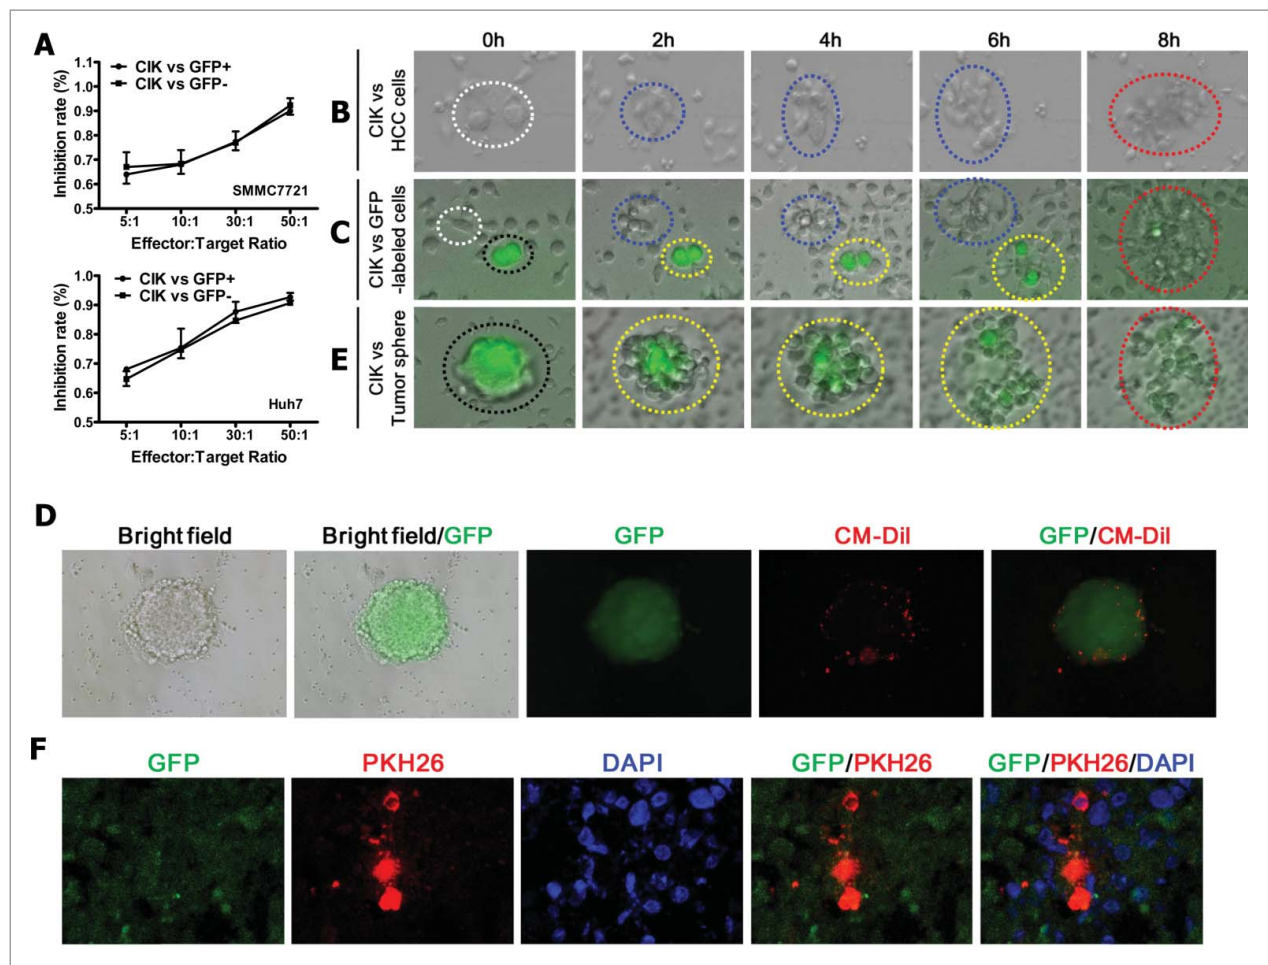 A
1.1
1.0
0.9
0.8
0.7
0.6
0.5
Inhibition rate (%)
CIK vs GFP+
CIK vs GFP-
SMMC7721
5:1 10:1 30:1 50:1
Effector:Target Ratio
1.0
0.9
0.8
0.7
0.6
0.5
Inhibition rate (%)
CIK vs GFP+
CIK vs GFP-
Huh7
5:1 10:1 30:1 50:1
Effector:Target Ratio
0h 2h 4h 6h 8h
B
CIK vs
HCC cells
C
CIK vs GFP
-labeled cells
E
CIK vs
Tumor sphere
D
Bright field Bright field/GFP GFP CM-Dil GFP/CM-Dil
F
GFP PKH26 DAPI GFP/PKH26 GFP/PKH26/DAPI